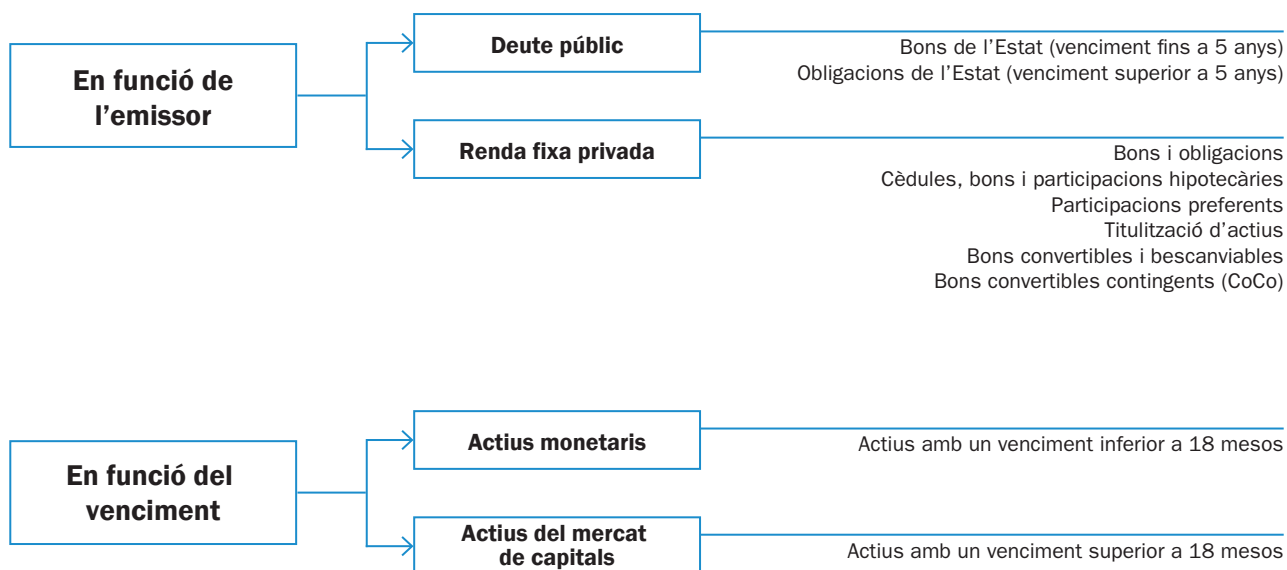 En funció de
l’emissor
Deute públic
Bons de l’Estat (venciment fins a 5 anys)
Obligacions de l’Estat (venciment superior a 5 anys)
Renda fixa privada
Bons i obligacions
Cèdules, bons i participacions hipotecàries
Participacions preferents
Titulització d’actius
Bons convertibles i bescanviables
Bons convertibles contingents (CoCo)
En funció del
venciment
Actius monetaris
Actius amb un venciment inferior a 18 mesos
Actius del mercat
de capitals
Actius amb un venciment superior a 18 mesos